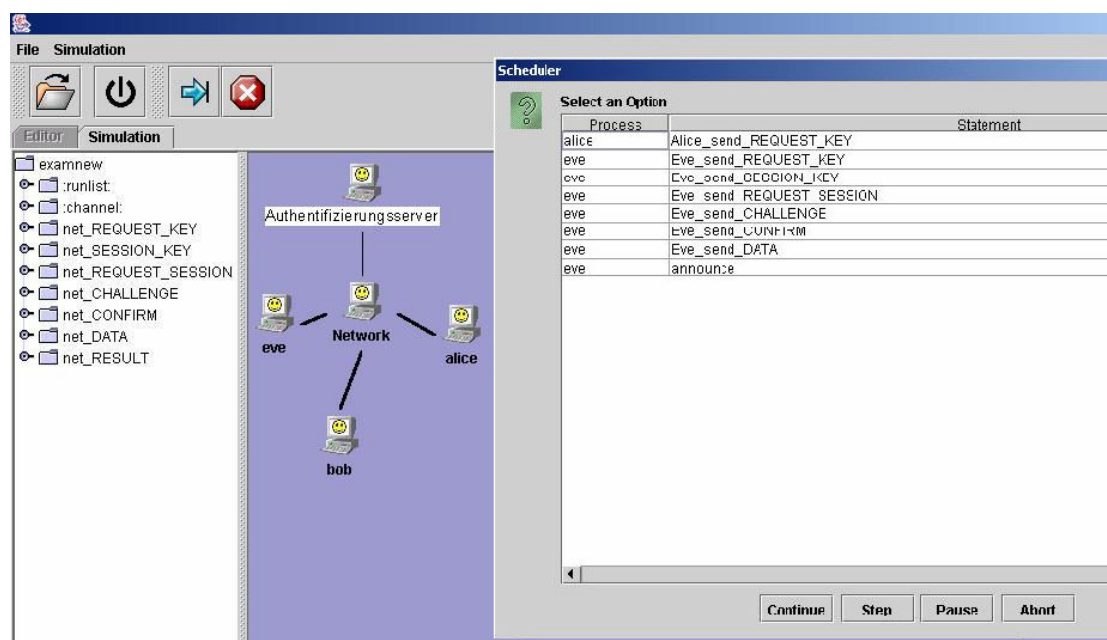 File Simulation
Scheduler
Editor Simulation
Select an Option
Process Statement
alice Alice_send_REQUEST_KEY
eve Eve_send_REQUEST_KEY
eve Eve_send_SESSION_KEY
eve Eve_send_REQUEST_SESSION
eve Eve_send_CHALLENGE
eve Eve_send_CONFIRM
eve Eve_send_DATA
eve announce
examnew
:runlist:
:channel:
net_REQUEST_KEY
net_SESSION_KEY
net_REQUEST_SESSION
net_CHALLENGE
net_CONFIRM
net_DATA
net_RESULT
Authentifizierungsserver
eve
Network
alice
bob
Continue Step Pause Abort